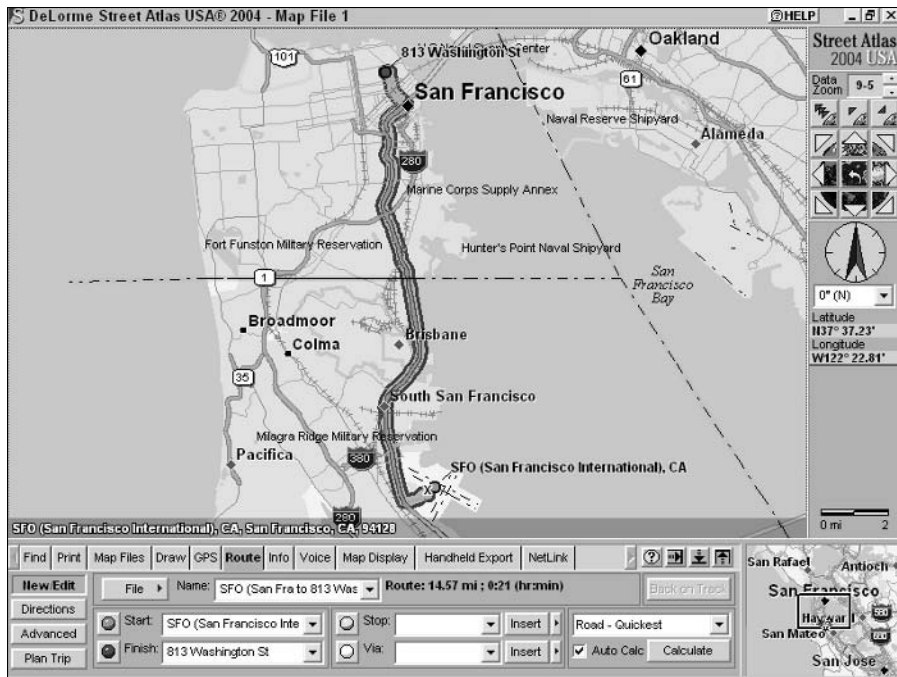 DeLorme Street Atlas USA® 2004 - Map File 1
HELP
101
813 Washington St
Center
Oakland
San Francisco
61
Naval Reserve Shipyard
Alameda
280
Marine Corps Supply Annex
Fort Funston Military Reservation
Hunter's Point Naval Shipyard
1
San
Francisco
Bay
Broadmoor
Colma
Brisbane
35
South San Francisco
Milagra Ridge Military Reservation
Pacifica
380
SFO (San Francisco International), CA
280
SFO (San Francisco International), CA, San Francisco, CA, 94128
Street Atlas
2004 USA
Data
Zoom
9-5
0° (N)
Latitude
N37° 37.23'
Longitude
W122° 22.81'
0 mi 2
Find Print Map Files Draw GPS Route Info Voice Map Display Handheld Export NetLink
New/Edit
Directions
Advanced
Plan Trip
File Name: SFO (San Fra to 813 Was Route: 14.57 mi ; 0:21 (hr:min) Back on Track
Start: SFO (San Francisco Inte Stop: Insert Road - Quickest
Finish: 813 Washington St Via: Insert Auto Calc Calculate
San Rafael
Antioch
San Francisco
San Mateo
San Jose